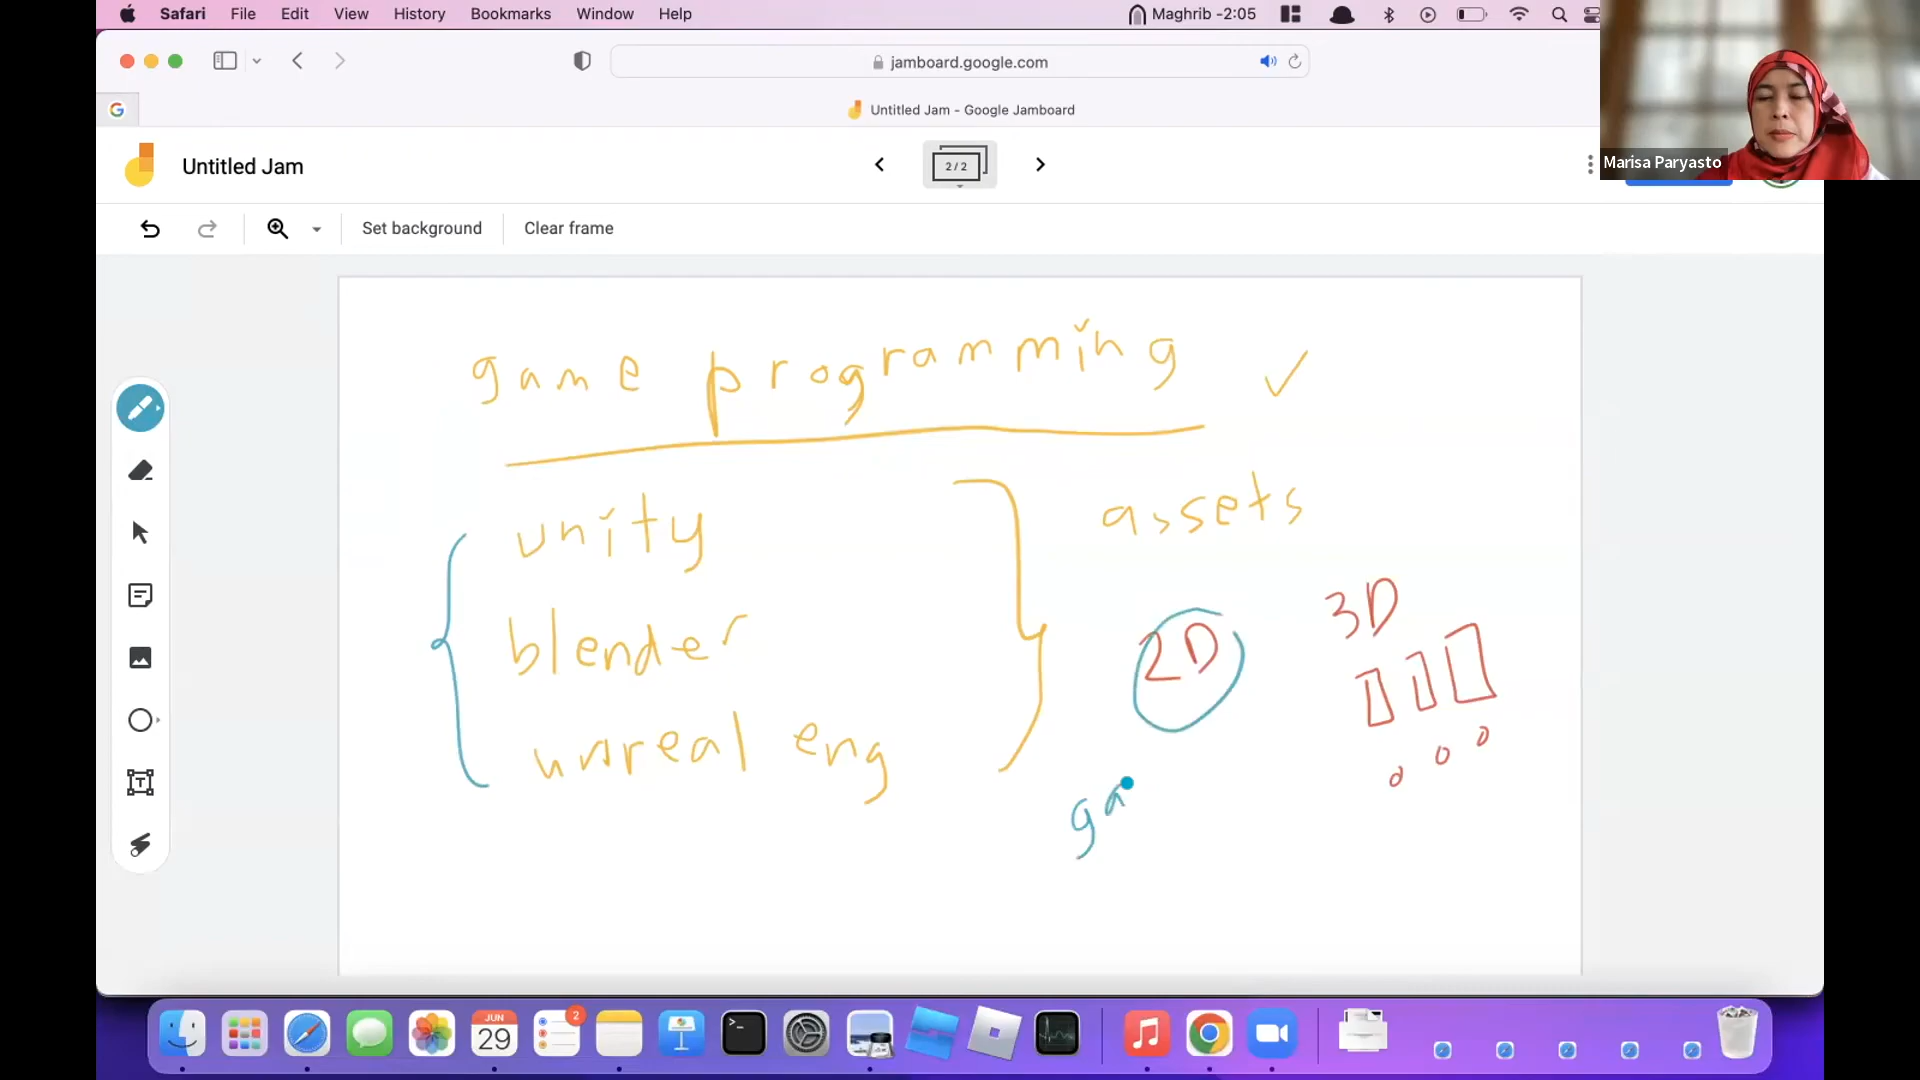 Safari File Edit View History Bookmarks Window Help Maghrib -2:05
jamboard.google.com
G Untitled Jam - Google Jamboard
Untitled Jam 2 / 2
Marisa Paryasto
Set background Clear frame
game programming
assets
unity
3D
blender
2D
unreal eng
ga
JUN
29
2